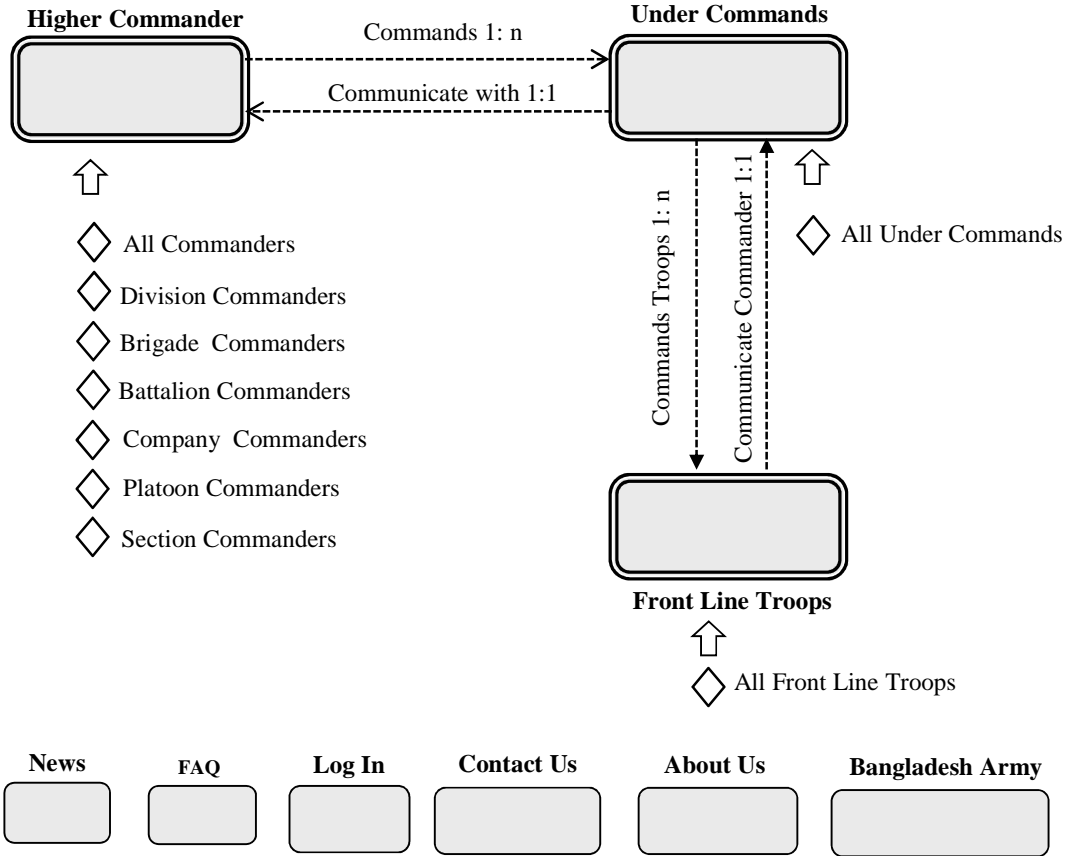 Higher Commander
Under Commands
Commands 1: n
Communicate with 1:1
Commands Troops 1: n
Communicate Commander 1:1
All Commanders
Division Commanders
Brigade Commanders
Battalion Commanders
Company Commanders
Platoon Commanders
Section Commanders
All Under Commands
Front Line Troops
All Front Line Troops
News
FAQ
Log In
Contact Us
About Us
Bangladesh Army